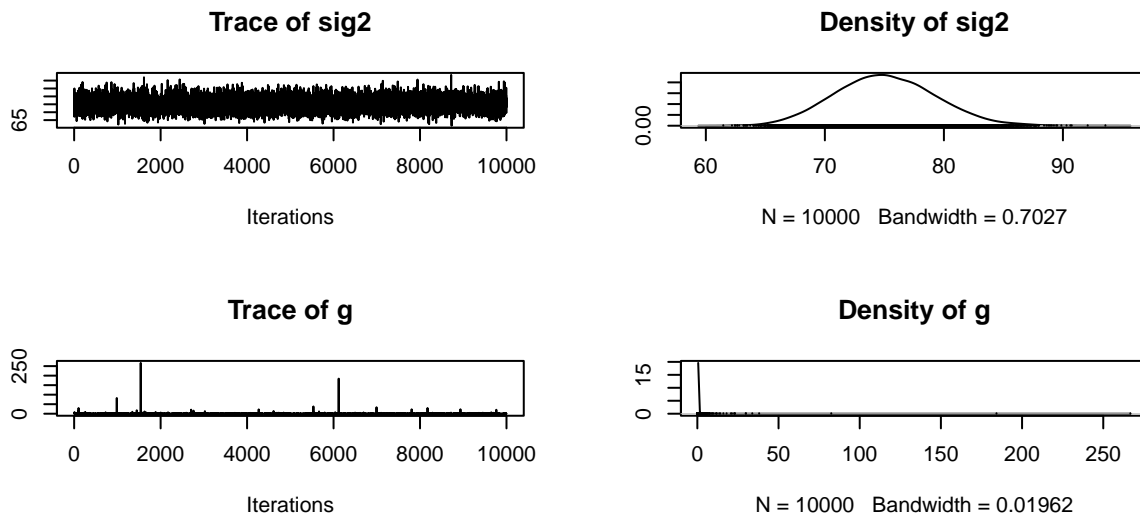 Trace of sig2
65
0 2000 4000 6000 8000 10000
Iterations
Density of sig2
0.00
60 70 80 90
N = 10000 Bandwidth = 0.7027
Trace of g
0 250
0 2000 4000 6000 8000 10000
Iterations
Density of g
0 15
0 50 100 150 200 250
N = 10000 Bandwidth = 0.01962